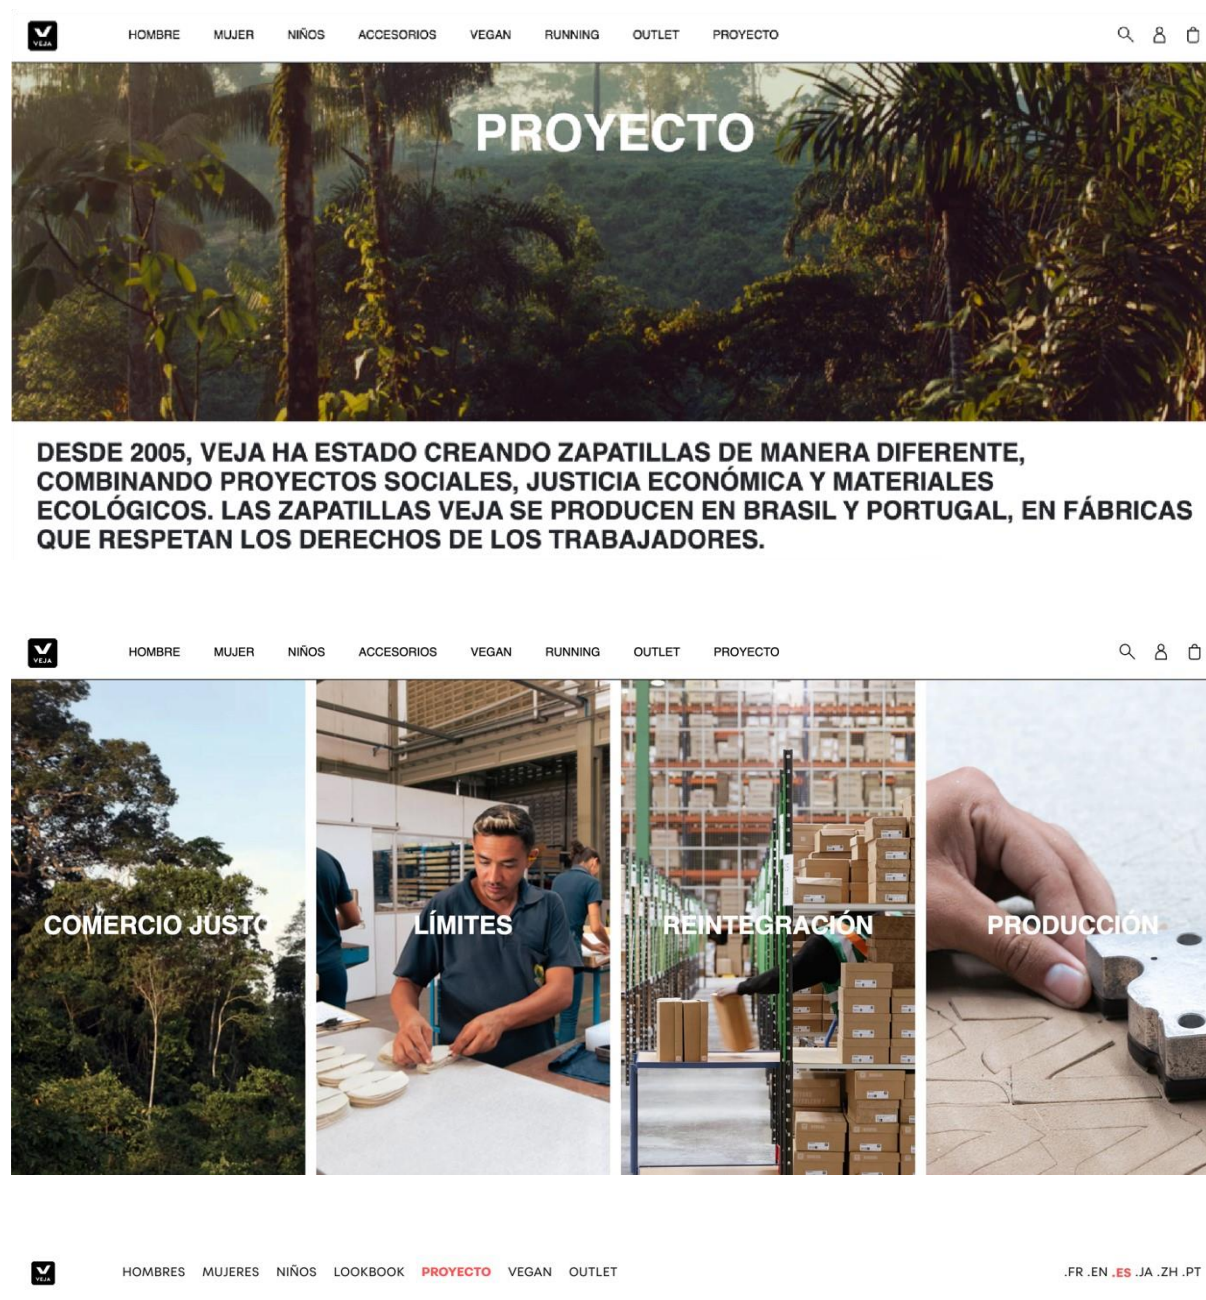 VEJA
HOMBRE MUJER NIÑOS ACCESORIOS VEGAN RUNNING OUTLET PROYECTO
PROYECTO
DESDE 2005, VEJA HA ESTADO CREANDO ZAPATILLAS DE MANERA DIFERENTE,
COMBINANDO PROYECTOS SOCIALES, JUSTICIA ECONÓMICA Y MATERIALES
ECOLÓGICOS. LAS ZAPATILLAS VEJA SE PRODUCEN EN BRASIL Y PORTUGAL, EN FÁBRICAS
QUE RESPETAN LOS DERECHOS DE LOS TRABAJADORES.
VEJA
HOMBRE MUJER NIÑOS ACCESORIOS VEGAN RUNNING OUTLET PROYECTO
COMERCIO JUSTO
LÍMITES
REINTEGRACIÓN
PRODUCCIÓN
VEJA
HOMBRES MUJERES NIÑOS LOOKBOOK PROYECTO VEGAN OUTLET
.FR .EN .ES .JA .ZH .PT